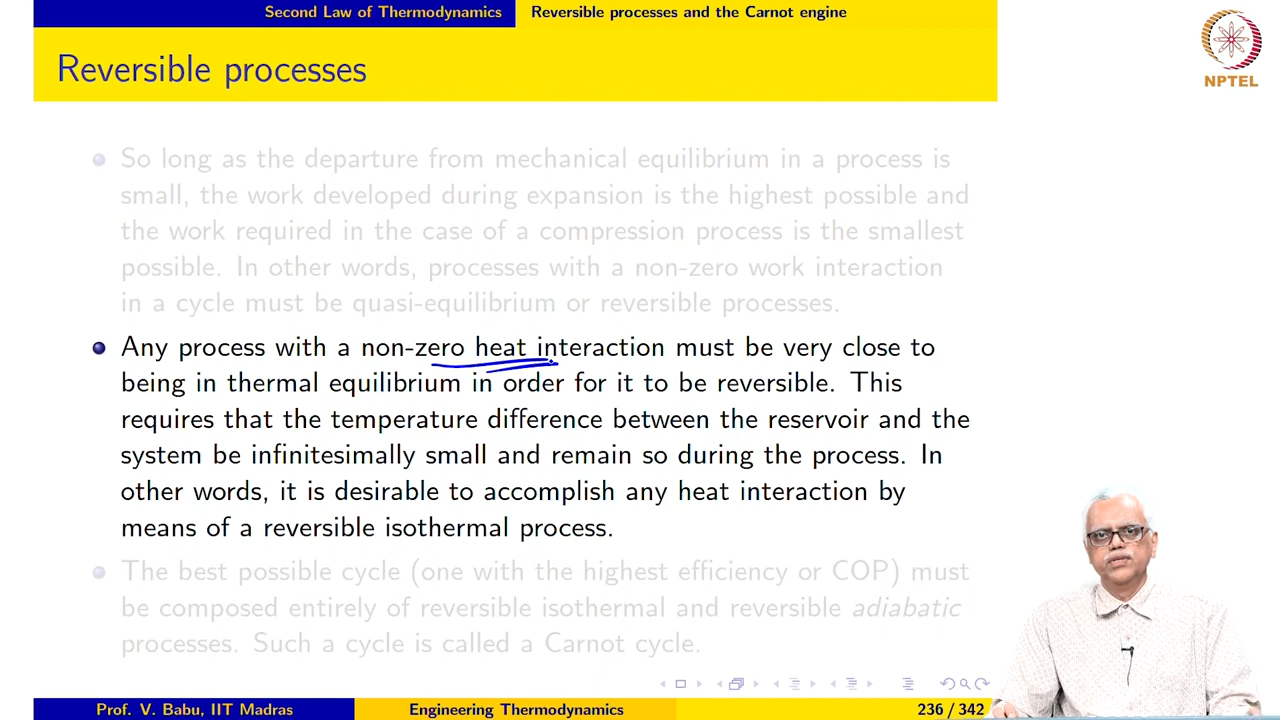 Second Law of Thermodynamics Reversible processes and the Carnot engine
NPTEL
Reversible processes
So long as the departure from mechanical equilibrium in a process is
small, the work developed during expansion is the highest possible and
the work required in the case of a compression process is the smallest
possible. In other words, processes with a non-zero work interaction
in a cycle must be quasi-equilibrium or reversible processes.
Any process with a non-zero heat interaction must be very close to
being in thermal equilibrium in order for it to be reversible. This
requires that the temperature difference between the reservoir and the
system be infinitesimally small and remain so during the process. In
other words, it is desirable to accomplish any heat interaction by
means of a reversible isothermal process.
The best possible cycle (one with the highest efficiency or COP) must
be composed entirely of reversible isothermal and reversible adiabatic
processes. Such a cycle is called a Carnot cycle.
Prof. V. Babu, IIT Madras Engineering Thermodynamics 236 / 342